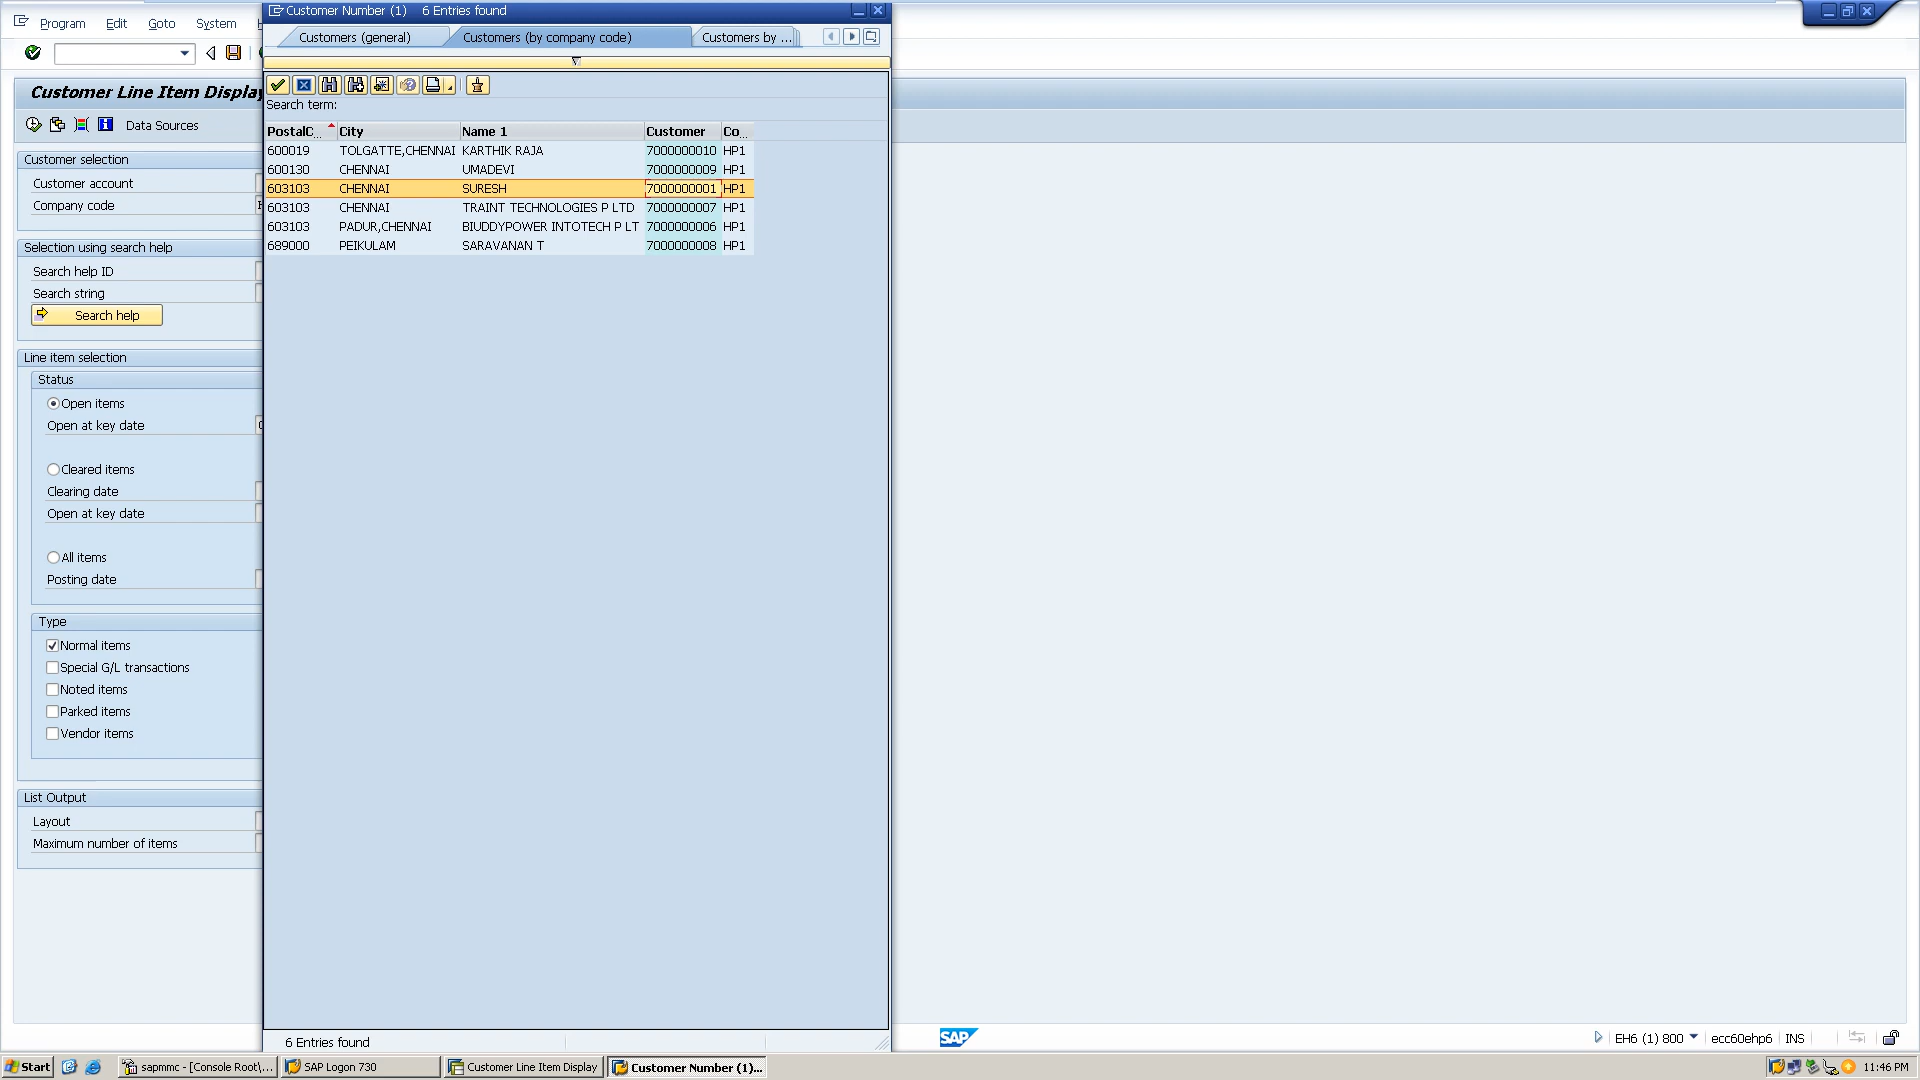 Customer Number (1) 6 Entries found
Program Edit Goto System
Customers (general) Customers (by company code) Customers by ...
Customer Line Item Display
Search term:
Data Sources
PostalC... City Name 1 Customer Co...
600019 TOLGATTE,CHENNAI KARTHIK RAJA 7000000010 HP1
600130 CHENNAI UMADEVI 7000000009 HP1
603103 CHENNAI SURESH 7000000001 HP1
603103 CHENNAI TRAINT TECHNOLOGIES P LTD 7000000007 HP1
603103 PADUR,CHENNAI BIUDDYPOWER INTOTECH P LT 7000000006 HP1
689000 PEIKULAM SARAVANAN T 7000000008 HP1
Customer selection
Customer account
Company code
Selection using search help
Search help ID
Search string
Search help
Line item selection
Status
Open items
Open at key date
Cleared items
Clearing date
Open at key date
All items
Posting date
Type
Normal items
Special G/L transactions
Noted items
Parked items
Vendor items
List Output
Layout
Maximum number of items
6 Entries found
SAP
EH6 (1) 800 ecc60ehp6 INS
Start sapmmc - [Console Root\... SAP Logon 730 Customer Line Item Display Customer Number (1)... 11:46 PM